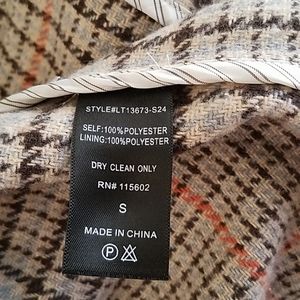 STYLE#LT13673-S24
SELF:100%POLYESTER
LINING:100%POLYESTER
DRY CLEAN ONLY
RN# 115602
S
MADE IN CHINA
P